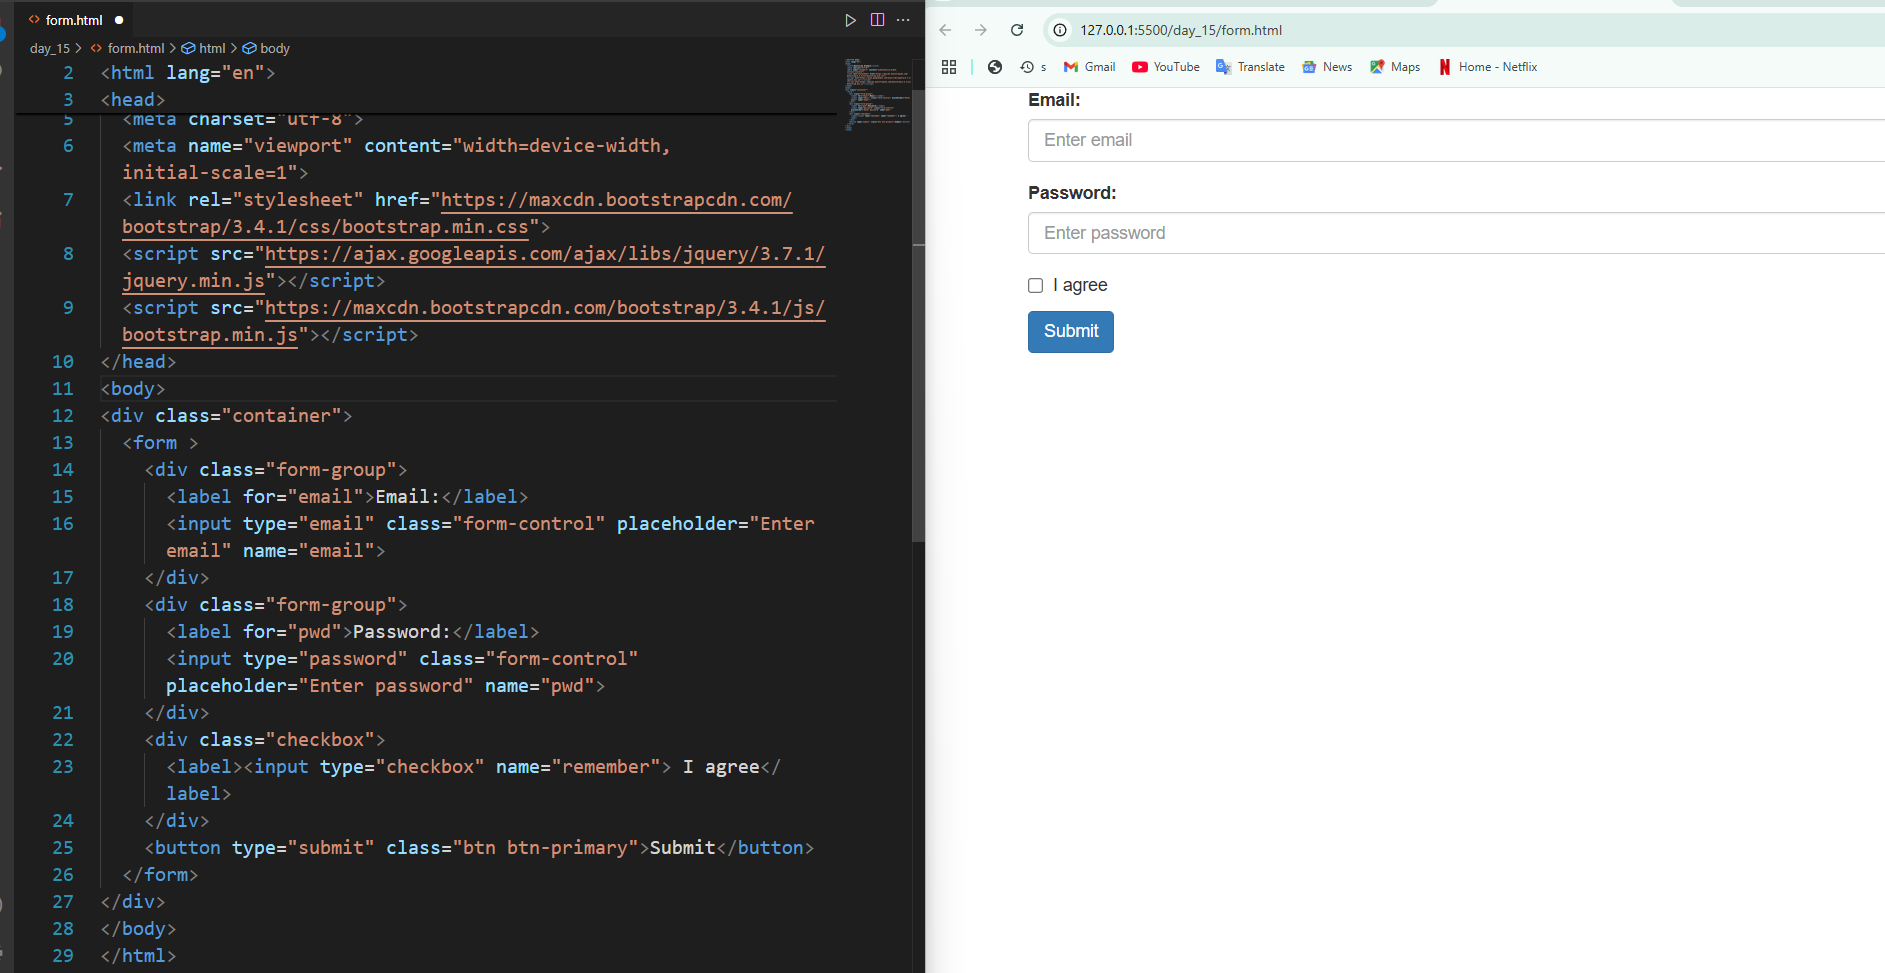 form.html
day_15 > form.html > html > body
2 <html lang="en">
3 <head>
5 <meta charset="utf-8">
6 <meta name="viewport" content="width=device-width,
initial-scale=1">
7 <link rel="stylesheet" href="https://maxcdn.bootstrapcdn.com/
bootstrap/3.4.1/css/bootstrap.min.css">
8 <script src="https://ajax.googleapis.com/ajax/libs/jquery/3.7.1/
jquery.min.js"></script>
9 <script src="https://maxcdn.bootstrapcdn.com/bootstrap/3.4.1/js/
bootstrap.min.js"></script>
10 </head>
11 <body>
12 <div class="container">
13 <form >
14 <div class="form-group">
15 <label for="email">Email:</label>
16 <input type="email" class="form-control" placeholder="Enter
email" name="email">
17 </div>
18 <div class="form-group">
19 <label for="pwd">Password:</label>
20 <input type="password" class="form-control"
placeholder="Enter password" name="pwd">
21 </div>
22 <div class="checkbox">
23 <label><input type="checkbox" name="remember"> I agree</
label>
24 </div>
25 <button type="submit" class="btn btn-primary">Submit</button>
26 </form>
27 </div>
28 </body>
29 </html>
127.0.0.1:5500/day_15/form.html
s Gmail YouTube Translate News Maps Home - Netflix
Email:
Enter email
Password:
Enter password
I agree
Submit